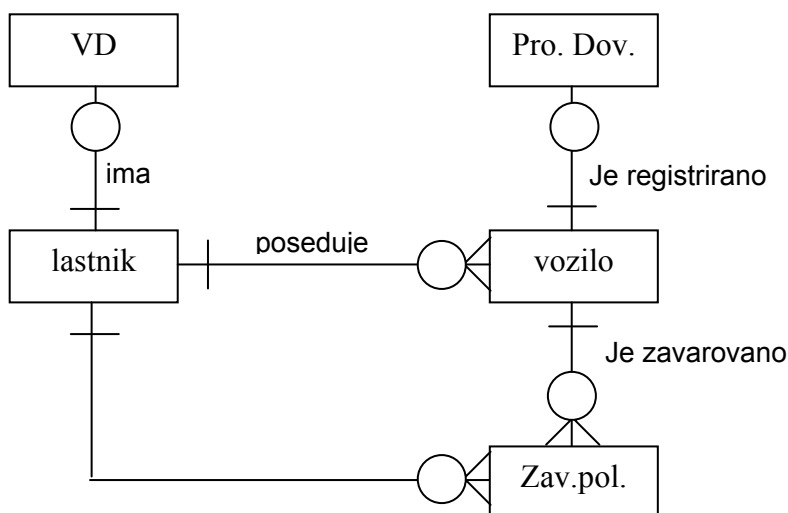 VD
Pro. Dov.
ima
Je registrirano
lastnik
poseduje
vozilo
Je zavarovano
Zav.pol.